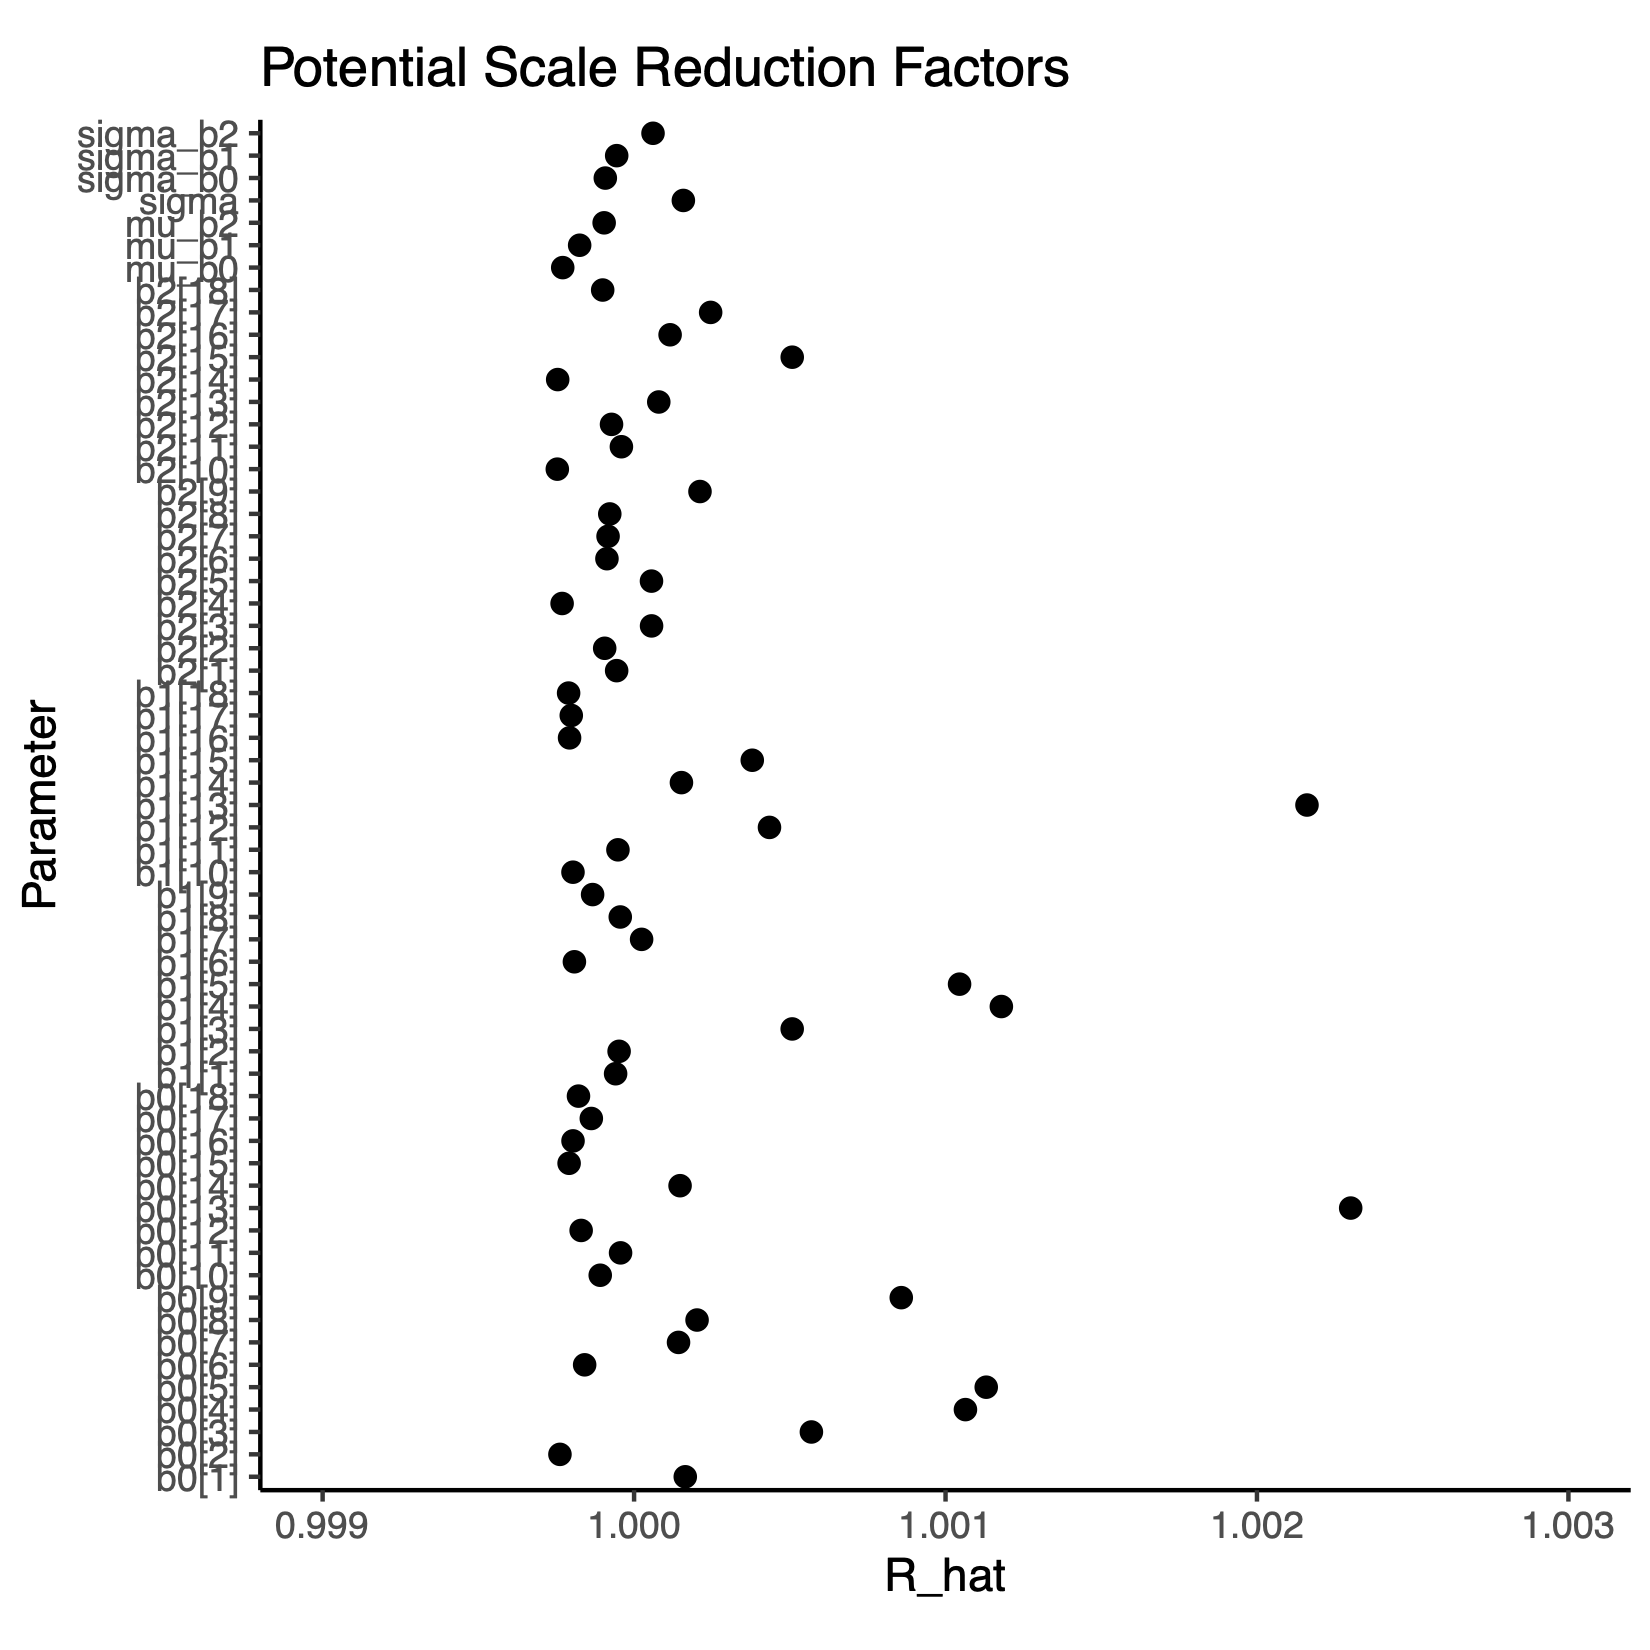 Potential Scale Reduction Factors
Parameter
sigma_b2
sigma_b1
sigma_b0
sigma
mu_b2
mu_b1
mu_b0
b2[18]
b2[17]
b2[16]
b2[15]
b2[14]
b2[13]
b2[12]
b2[11]
b2[10]
b2[9]
b2[8]
b2[7]
b2[6]
b2[5]
b2[4]
b2[3]
b2[2]
b2[1]
b1[18]
b1[17]
b1[16]
b1[15]
b1[14]
b1[13]
b1[12]
b1[11]
b1[10]
b1[9]
b1[8]
b1[7]
b1[6]
b1[5]
b1[4]
b1[3]
b1[2]
b1[1]
b0[18]
b0[17]
b0[16]
b0[15]
b0[14]
b0[13]
b0[12]
b0[11]
b0[10]
b0[9]
b0[8]
b0[7]
b0[6]
b0[5]
b0[4]
b0[3]
b0[2]
b0[1]
0.999 1.000 1.001 1.002 1.003
R_hat